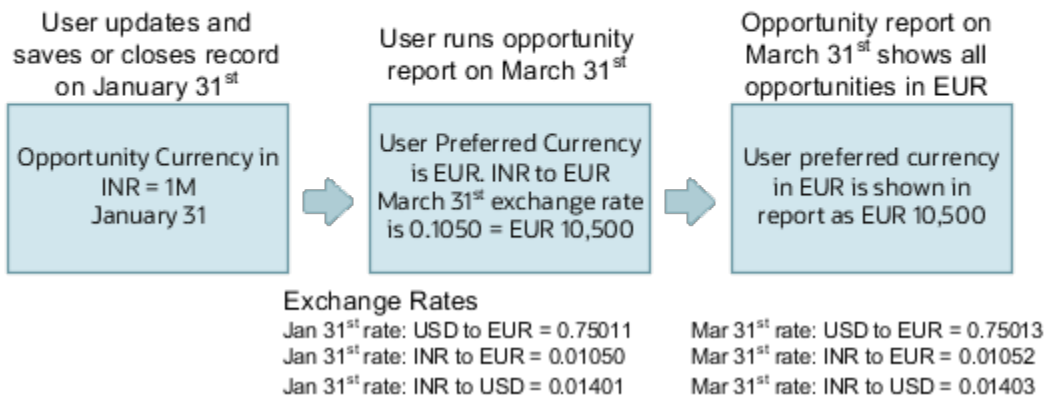 User updates and
saves or closes record
on January 31st
Opportunity Currency in
INR = 1M
January 31
User runs opportunity
report on March 31st
User Preferred Currency
is EUR. INR to EUR
March 31st exchange rate
is 0.1050 = EUR 10,500
Opportunity report on
March 31st shows all
opportunities in EUR
User preferred currency
in EUR is shown in
report as EUR 10,500
Exchange Rates
Jan 31st rate: USD to EUR = 0.75011
Jan 31st rate: INR to EUR = 0.01050
Jan 31st rate: INR to USD = 0.01401
Mar 31st rate: USD to EUR = 0.75013
Mar 31st rate: INR to EUR = 0.01052
Mar 31st rate: INR to USD = 0.01403